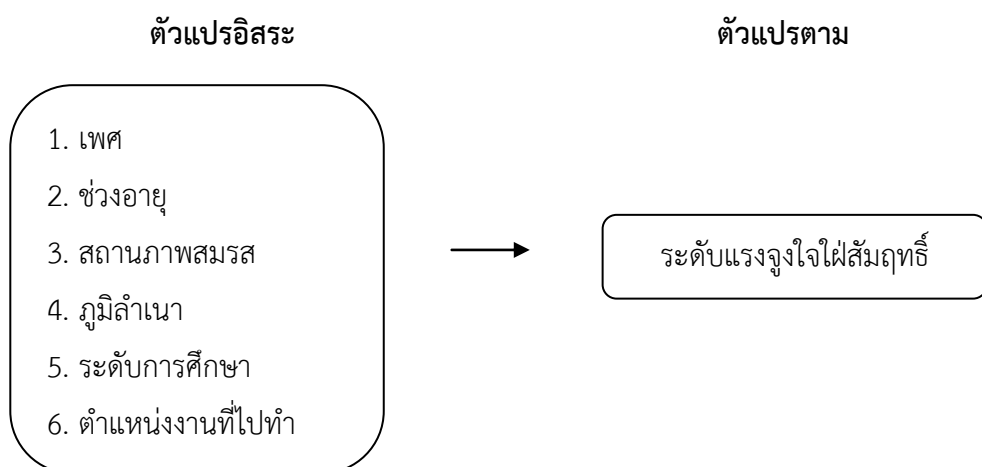 ตัวแปรอิสระ
ตัวแปรตาม
1. เพศ
2. ช่วงอายุ
3. สถานภาพสมรส
4. ภูมิลำเนา
5. ระดับการศึกษา
6. ตำแหน่งงานที่ไปทำ
ระดับแรงจูงใจใฝ่สัมฤทธิ์